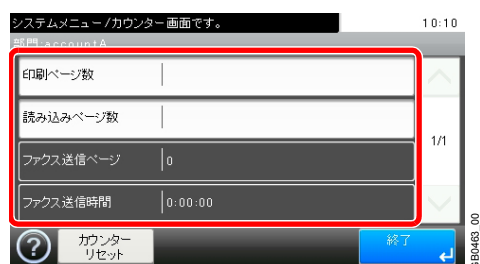 システムメニュー/カウンター画面です。
10:10
部門:accountA
印刷ページ数
読み込みページ数
ファクス送信ページ
0
ファクス送信時間
0:00:00
1/1
カウンター
リセット
終了
GB0463_00